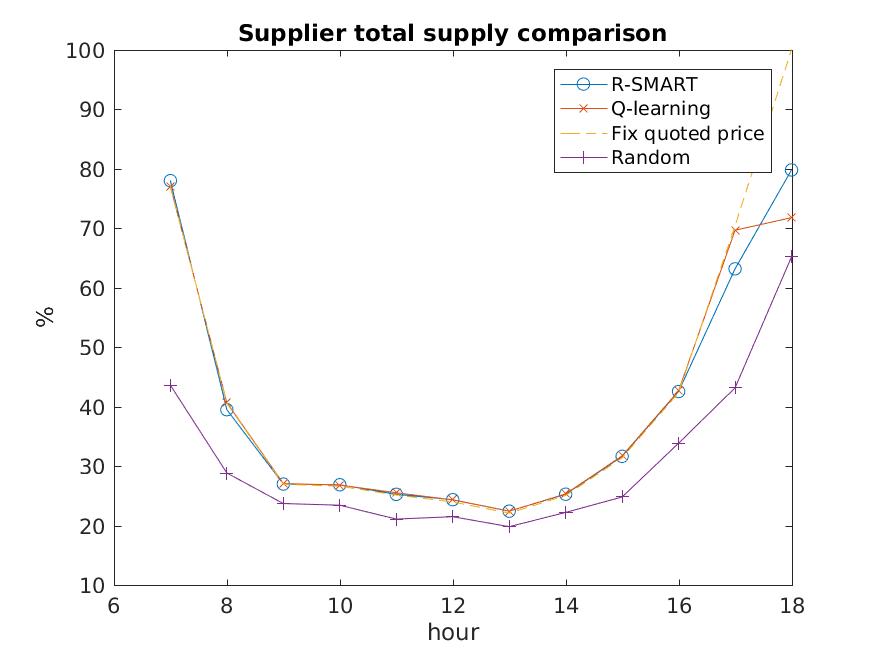 Supplier total supply comparison
100
90
80
70
60
50
40
30
20
10
%
R-SMART
Q-learning
Fix quoted price
Random
6 8 10 12 14 16 18
hour